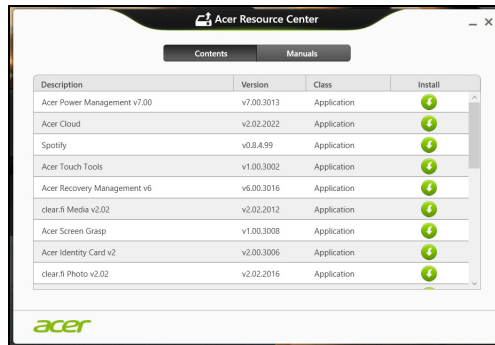 Acer Resource Center
Contents Manuals
Description Version Class Install
Acer Power Management v7.00 v7.00.3013 Application
Acer Cloud v2.02.2022 Application
Spotify v0.8.4.99 Application
Acer Touch Tools v1.00.3002 Application
Acer Recovery Management v6 v6.00.3016 Application
clear.fi Media v2.02 v2.02.2012 Application
Acer Screen Grasp v1.00.3008 Application
Acer Identity Card v2 v2.00.3006 Application
clear.fi Photo v2.02 v2.02.2016 Application
acer